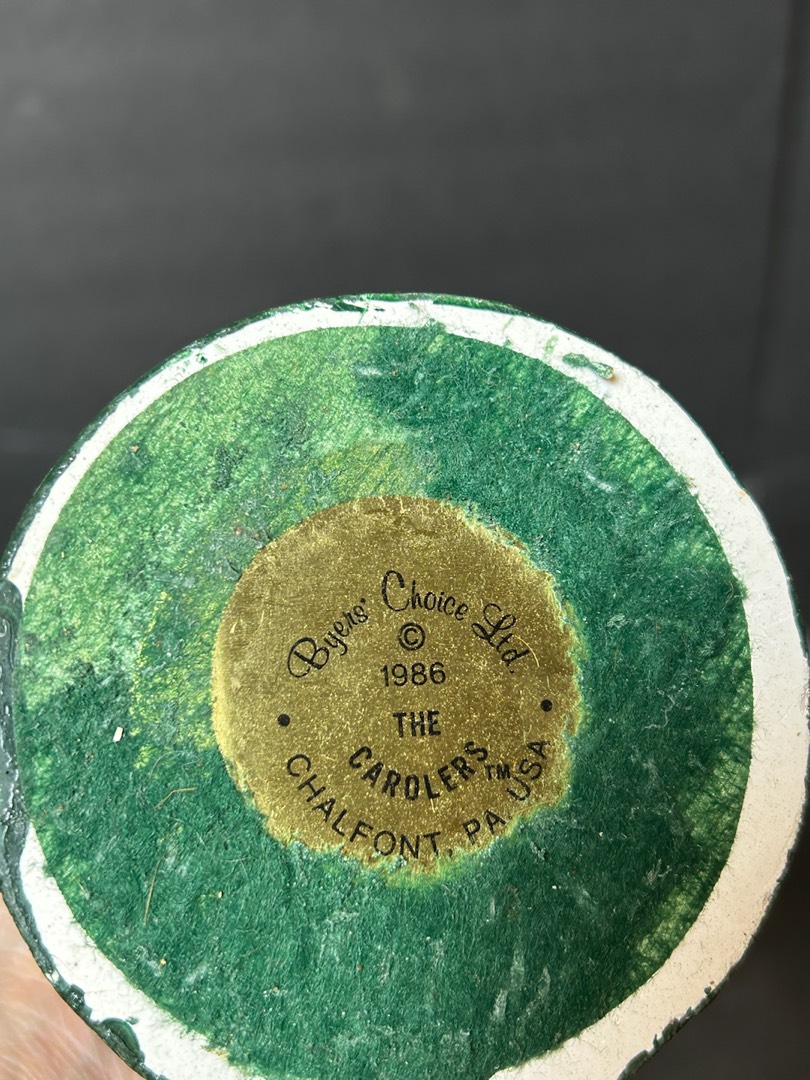 Byers' Choice Ltd.
©
1986
THE
CAROLERS™
CHALFONT, PA USA